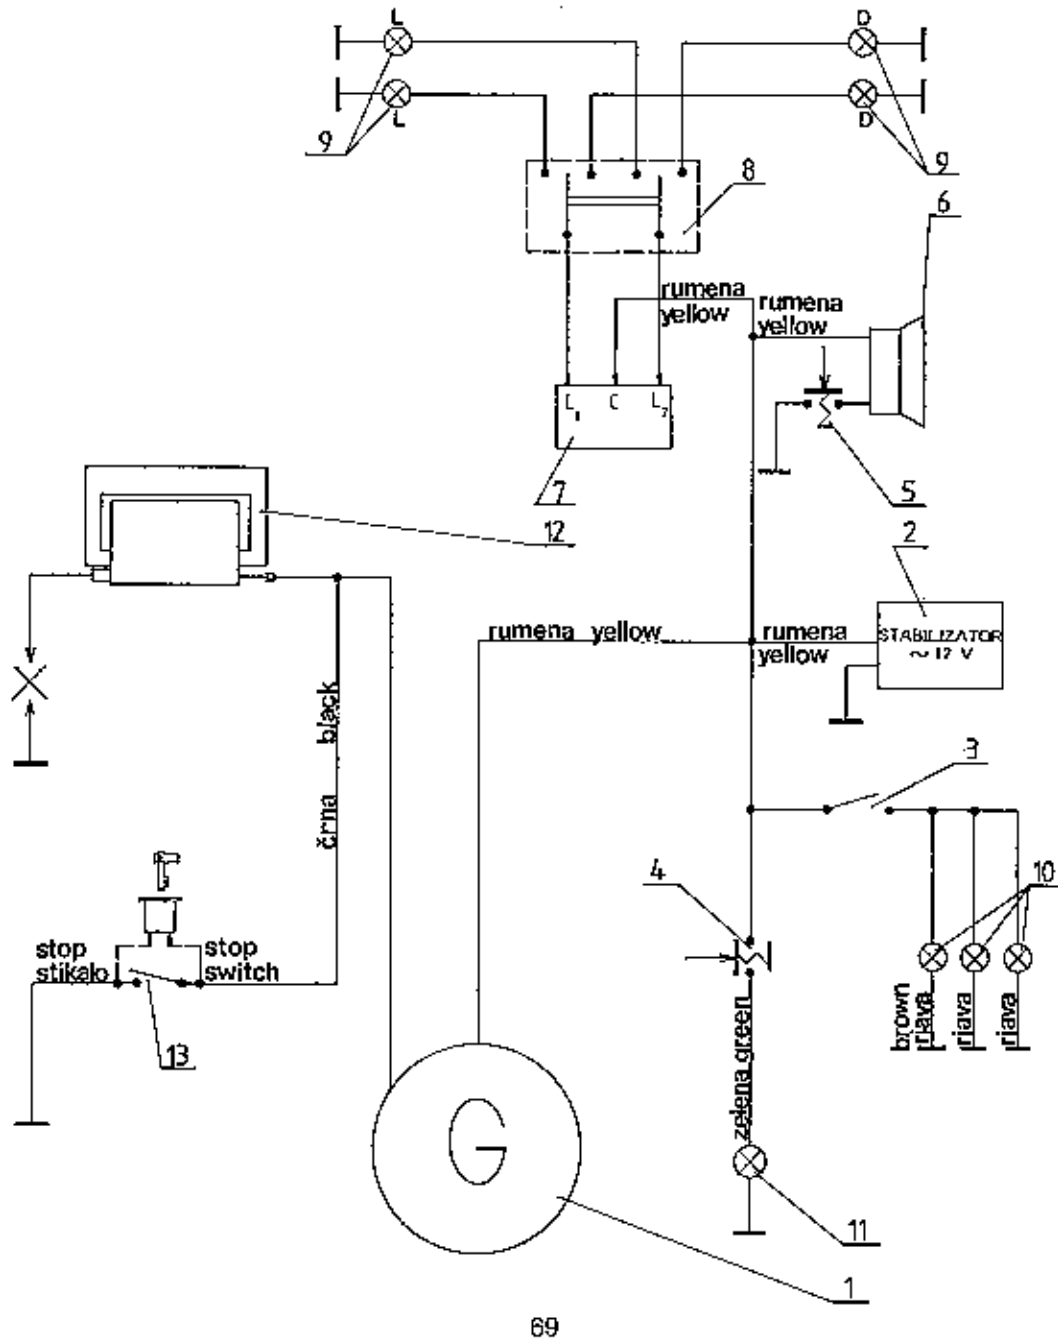 L
D
L
D
9
9
8
6
rumena
yellow
rumena
yellow
L1
C
L2
7
5
12
2
rumena yellow
rumena
yellow
STABILIZATOR
~ 12 V
3
črna black
4
10
stop
stikalo
stop
switch
13
zelena green
brown
rjava
rjava
rjava
G
11
1
69